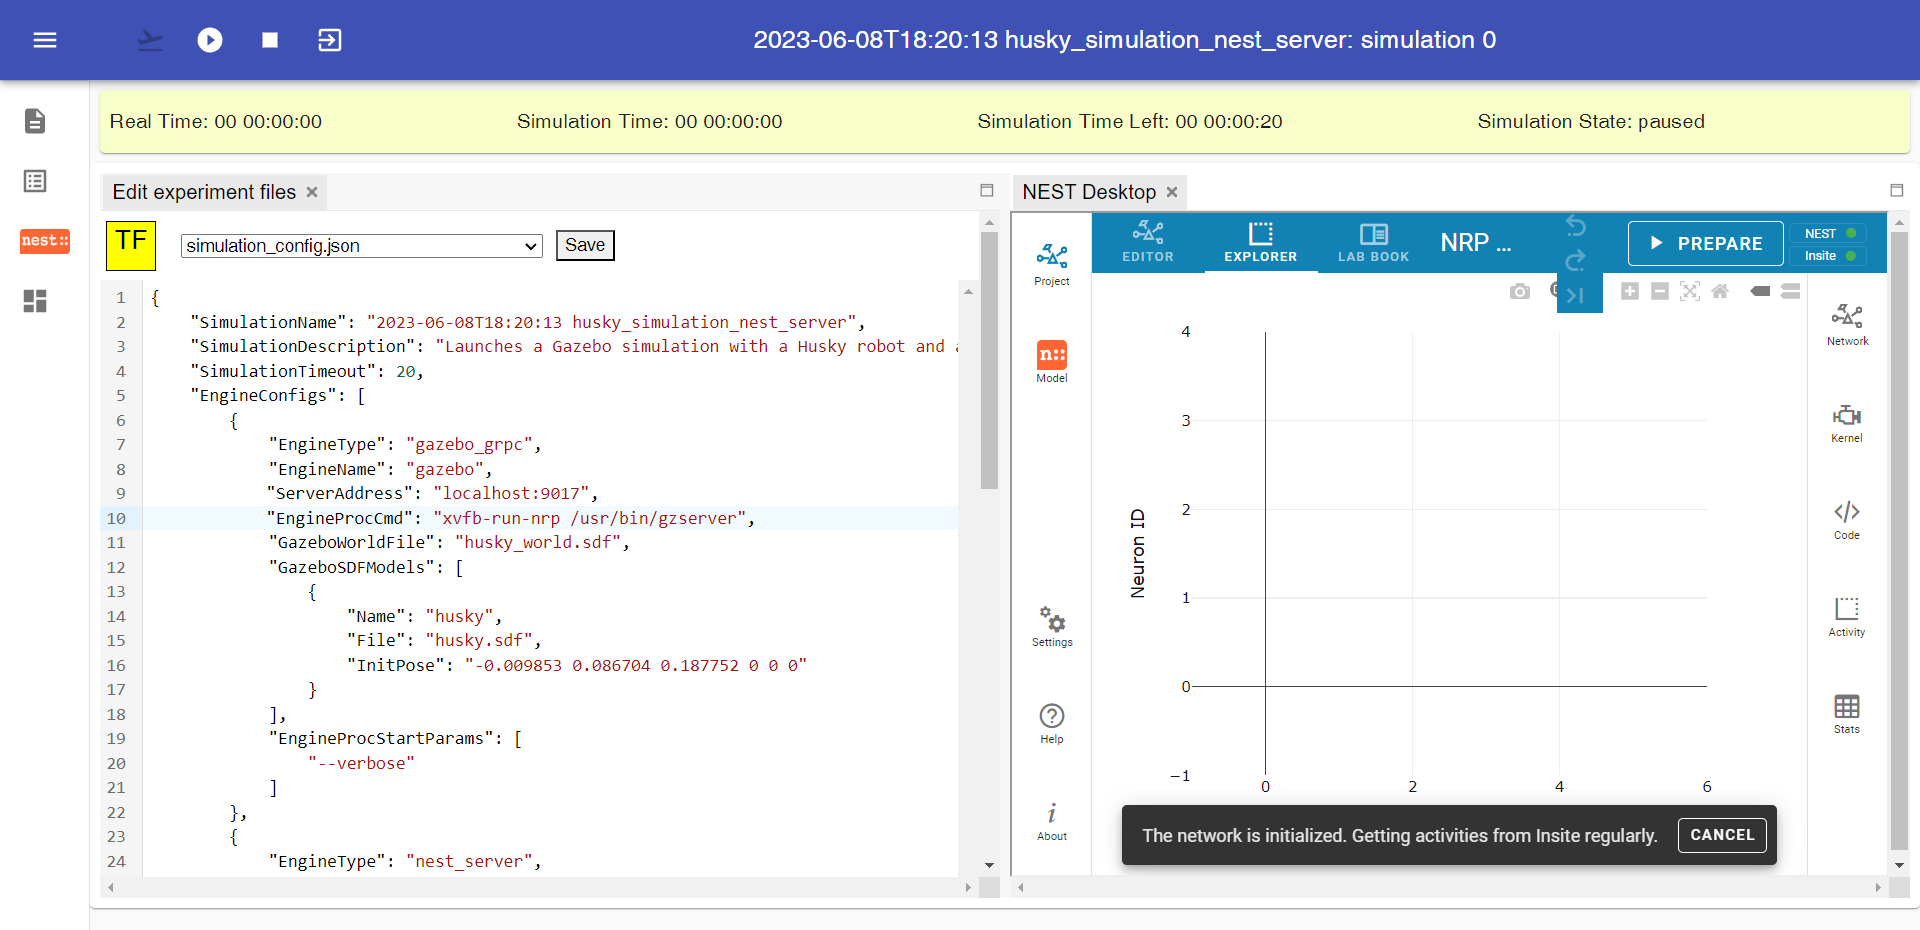 2023-06-08T18:20:13 husky_simulation_nest_server: simulation 0
Real Time: 00 00:00:00 Simulation Time: 00 00:00:00 Simulation Time Left: 00 00:00:20 Simulation State: paused
nest::
Edit experiment files
TF simulation_config.json Save
1 {
2 "SimulationName": "2023-06-08T18:20:13 husky_simulation_nest_server",
3 "SimulationDescription": "Launches a Gazebo simulation with a Husky robot and
4 "SimulationTimeout": 20,
5 "EngineConfigs": [
6 {
7 "EngineType": "gazebo_grpc",
8 "EngineName": "gazebo",
9 "ServerAddress": "localhost:9017",
10 "EngineProcCmd": "xvfb-run-nrp /usr/bin/gzserver",
11 "GazeboWorldFile": "husky_world.sdf",
12 "GazeboSDFModels": [
13 {
14 "Name": "husky",
15 "File": "husky.sdf",
16 "InitPose": "-0.009853 0.086704 0.187752 0 0 0"
17 }
18 ],
19 "EngineProcStartParams": [
20 "--verbose"
21 ]
22 },
23 {
24 "EngineType": "nest_server",
NEST Desktop
Project
n::
Model
Settings
Help
About
EDITOR EXPLORER LAB BOOK NRP ... PREPARE NEST
Insite
4
3
2
1
0
−1
Neuron ID
0 2 4 6
Network
Kernel
Code
Activity
Stats
The network is initialized. Getting activities from Insite regularly. CANCEL